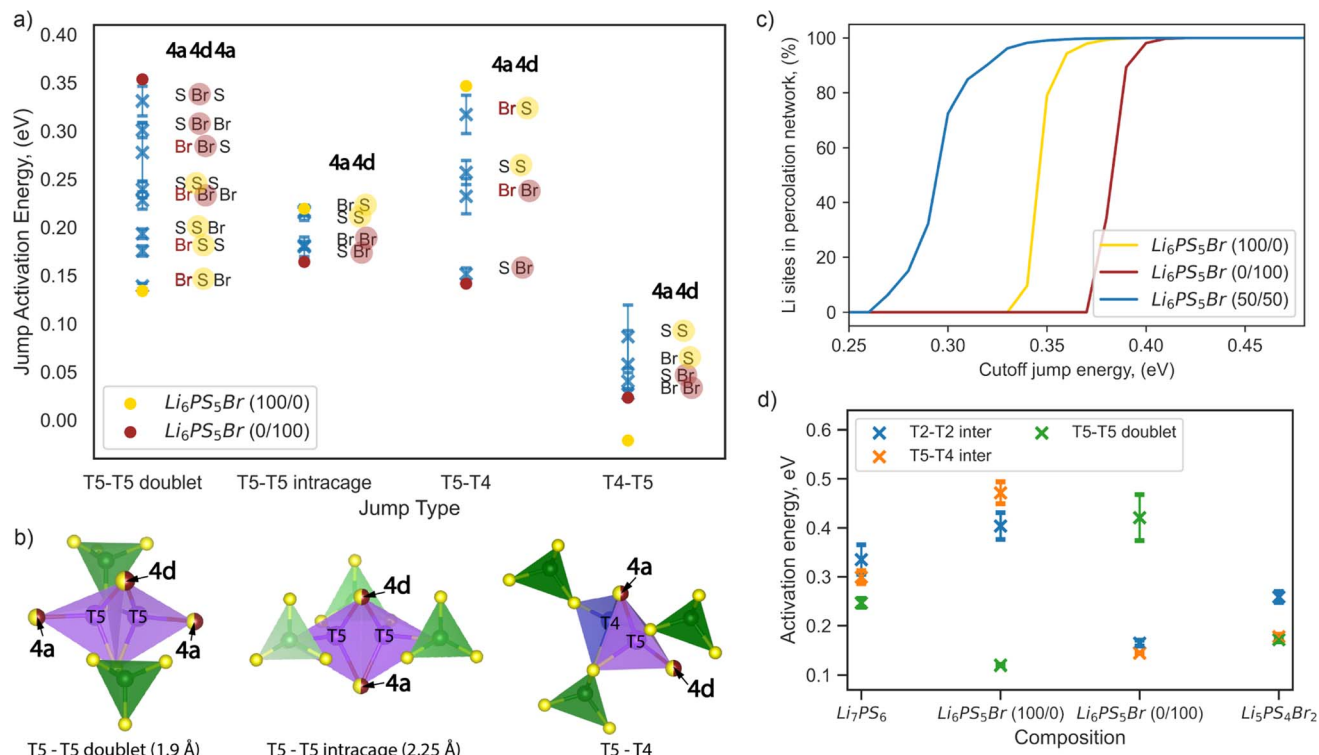 a)
0.40
0.35
0.30
0.25
0.20
0.15
0.10
0.05
0.00
Jump Activation Energy, (eV)
4a 4d 4a
S Br S
S Br Br
Br Br S
S S S
Br Br Br
S S Br
Br S S
Br S Br
4a 4d
Br S
S S
Br Br
S Br
4a 4d
Br S
S S
Br Br
S Br
4a 4d
S S
Br S
S Br
Br Br
Li₆PS₅Br (100/0)
Li₆PS₅Br (0/100)
T5-T5 doublet
T5-T5 intracage
T5-T4
T4-T5
Jump Type
b)
4d
T5
T5
4a
4a
T5 - T5 doublet (1.9 Å)
4d
T5
T5
4a
T5 - T5 intracage (2.25 Å)
4a
T4
T5
4d
T5 - T4
c)
Li sites in percolation network, (%)
100
80
60
40
20
0
Li₆PS₅Br (100/0)
Li₆PS₅Br (0/100)
Li₆PS₅Br (50/50)
0.25
0.30
0.35
0.40
0.45
Cutoff jump energy, (eV)
d)
T2-T2 inter
T5-T4 inter
T5-T5 doublet
Activation energy, eV
0.6
0.5
0.4
0.3
0.2
0.1
Li₇PS₆
Li₆PS₅Br (100/0)
Li₆PS₅Br (0/100)
Li₅PS₄Br₂
Composition